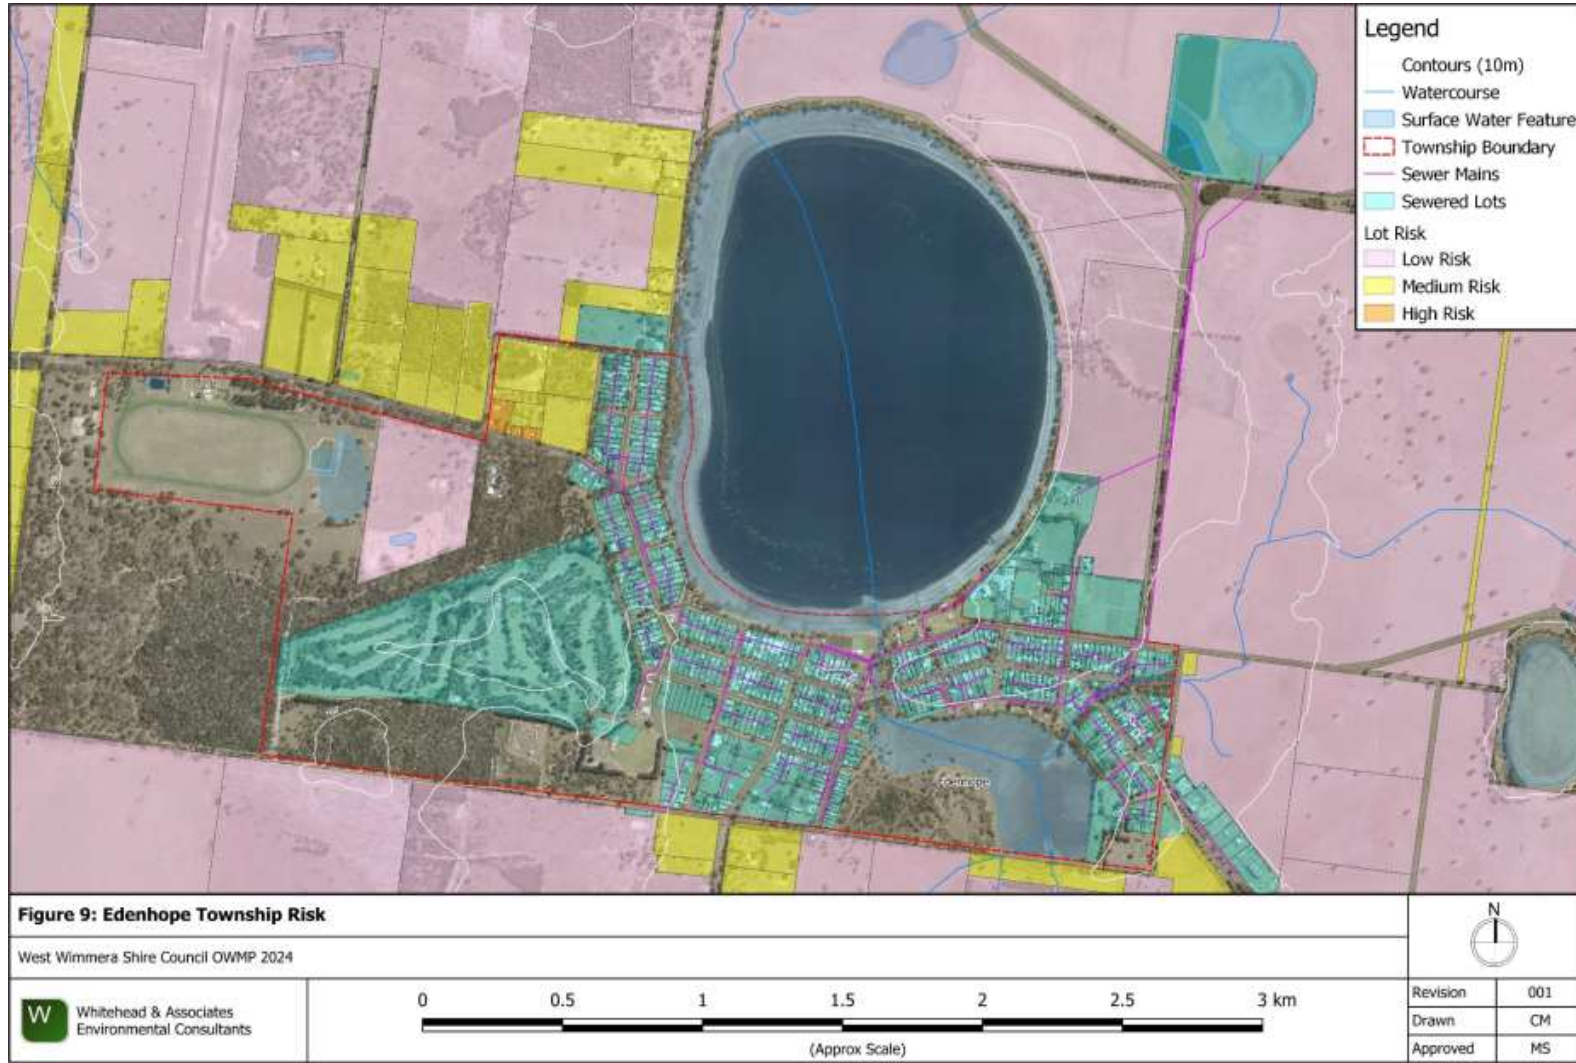 Legend
Contours (10m)
Watercourse
Surface Water Feature
Township Boundary
Sewer Mains
Sewered Lots
Lot Risk
Low Risk
Medium Risk
High Risk
Edenhope
Figure 9: Edenhope Township Risk
West Wimmera Shire Council OWMP 2024
N
W
Whitehead & Associates
Environmental Consultants
0 0.5 1 1.5 2 2.5 3 km
(Approx Scale)
Revision 001
Drawn CM
Approved MS